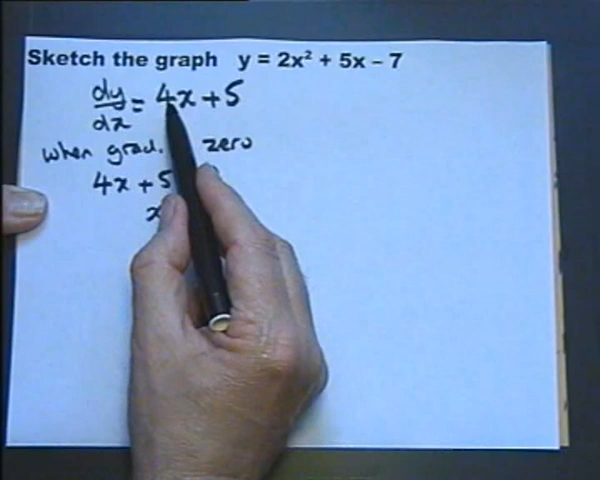 Sketch the graph y = 2x² + 5x – 7
dy/dx = 4x + 5
when grad. zero
4x + 5
x